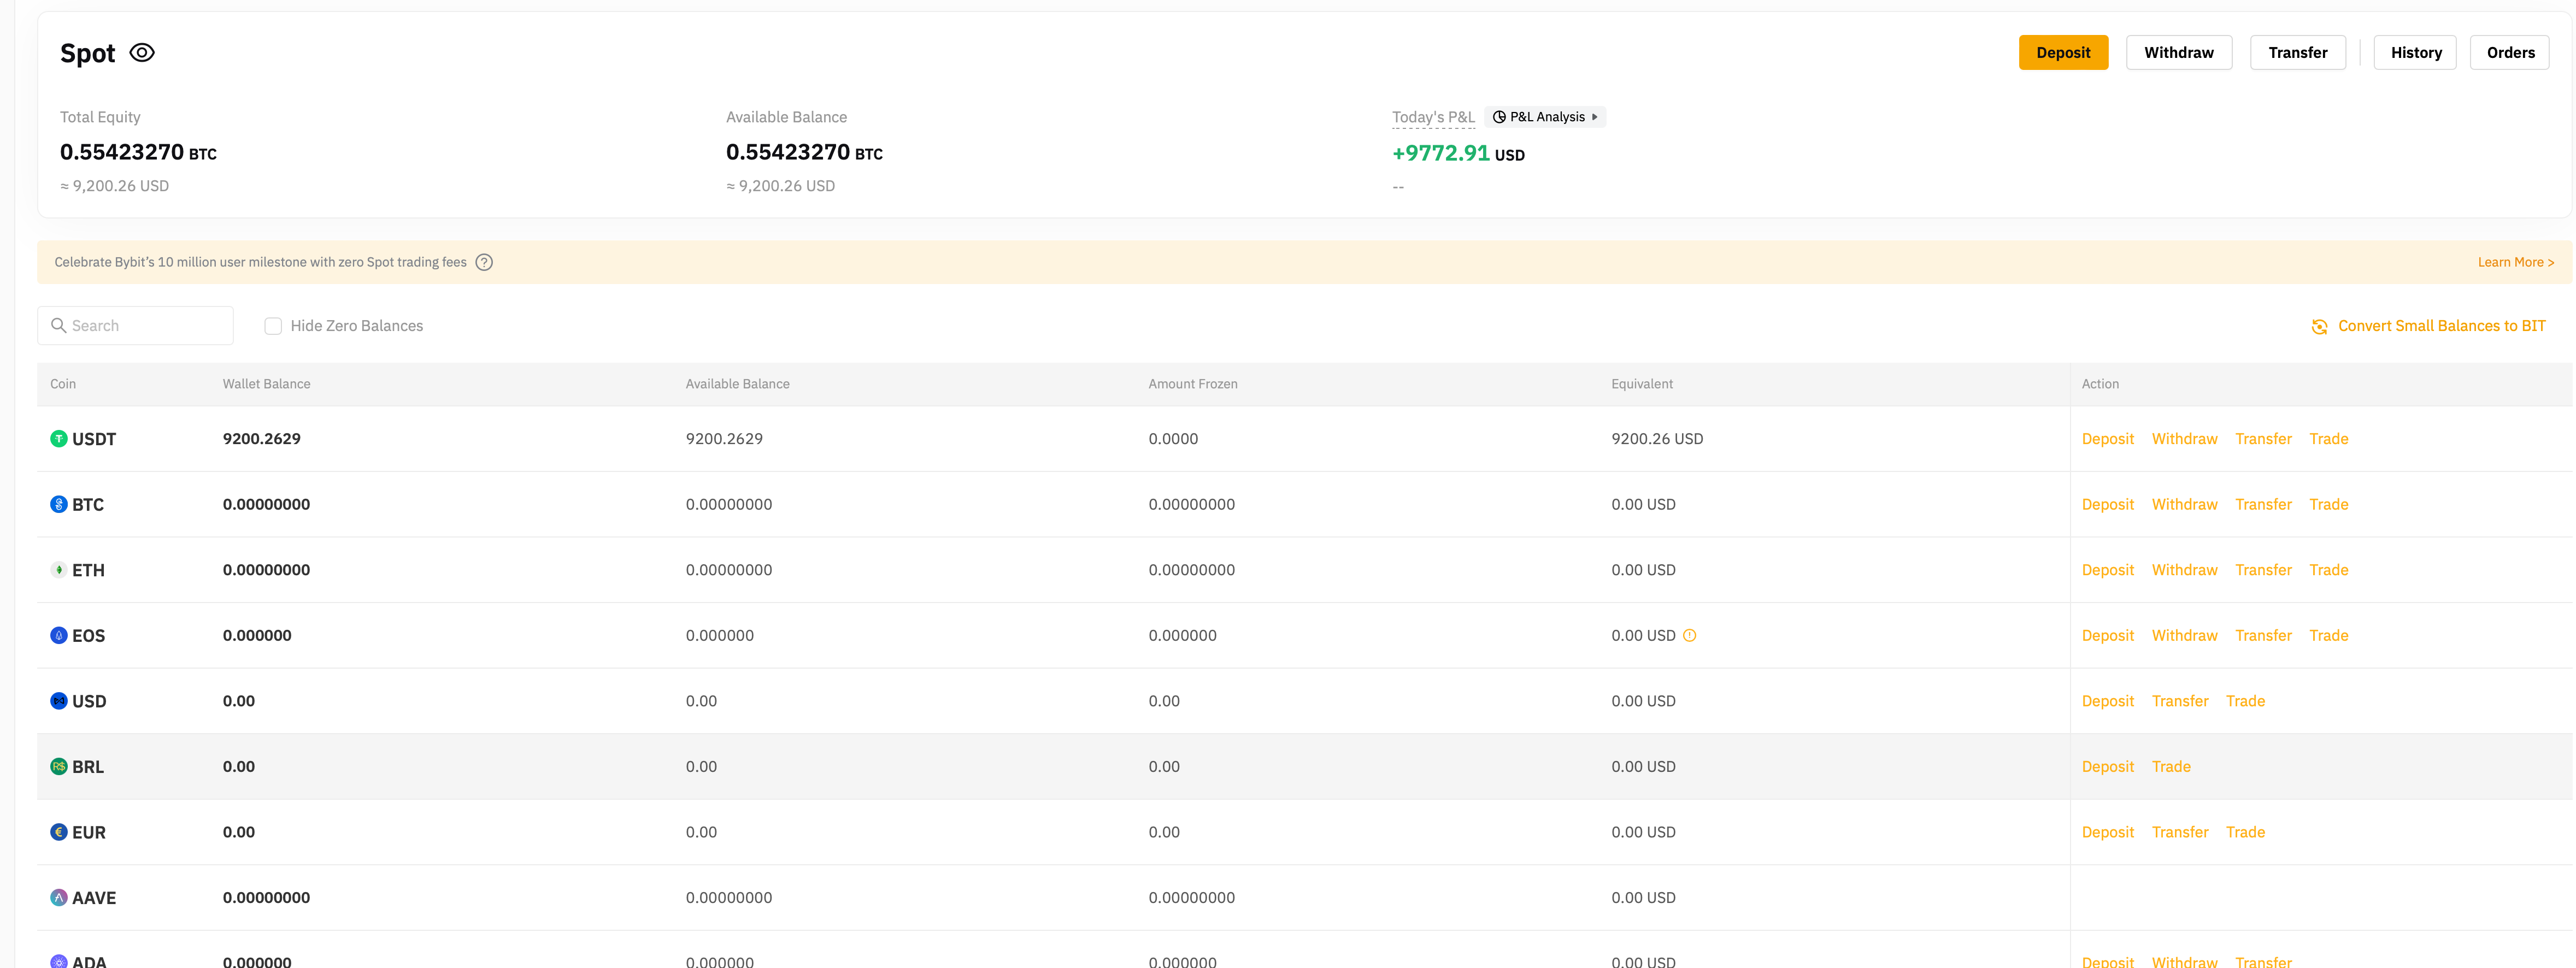 Spot
Deposit Withdraw Transfer History Orders
Total Equity Available Balance Today's P&L P&L Analysis
0.55423270 BTC 0.55423270 BTC +9772.91 USD
≈ 9,200.26 USD ≈ 9,200.26 USD --
Celebrate Bybit's 10 million user milestone with zero Spot trading fees ? Learn More >
Search Hide Zero Balances Convert Small Balances to BIT
Coin Wallet Balance Available Balance Amount Frozen Equivalent Action
USDT 9200.2629 9200.2629 0.0000 9200.26 USD Deposit Withdraw Transfer Trade
BTC 0.00000000 0.00000000 0.00000000 0.00 USD Deposit Withdraw Transfer Trade
ETH 0.00000000 0.00000000 0.00000000 0.00 USD Deposit Withdraw Transfer Trade
EOS 0.000000 0.000000 0.000000 0.00 USD Deposit Withdraw Transfer Trade
USD 0.00 0.00 0.00 0.00 USD Deposit Transfer Trade
R$ BRL 0.00 0.00 0.00 0.00 USD Deposit Trade
€ EUR 0.00 0.00 0.00 0.00 USD Deposit Transfer Trade
AAVE 0.00000000 0.00000000 0.00000000 0.00 USD
ADA 0.000000 0.000000 0.000000 0.00 USD Deposit Withdraw Transfer